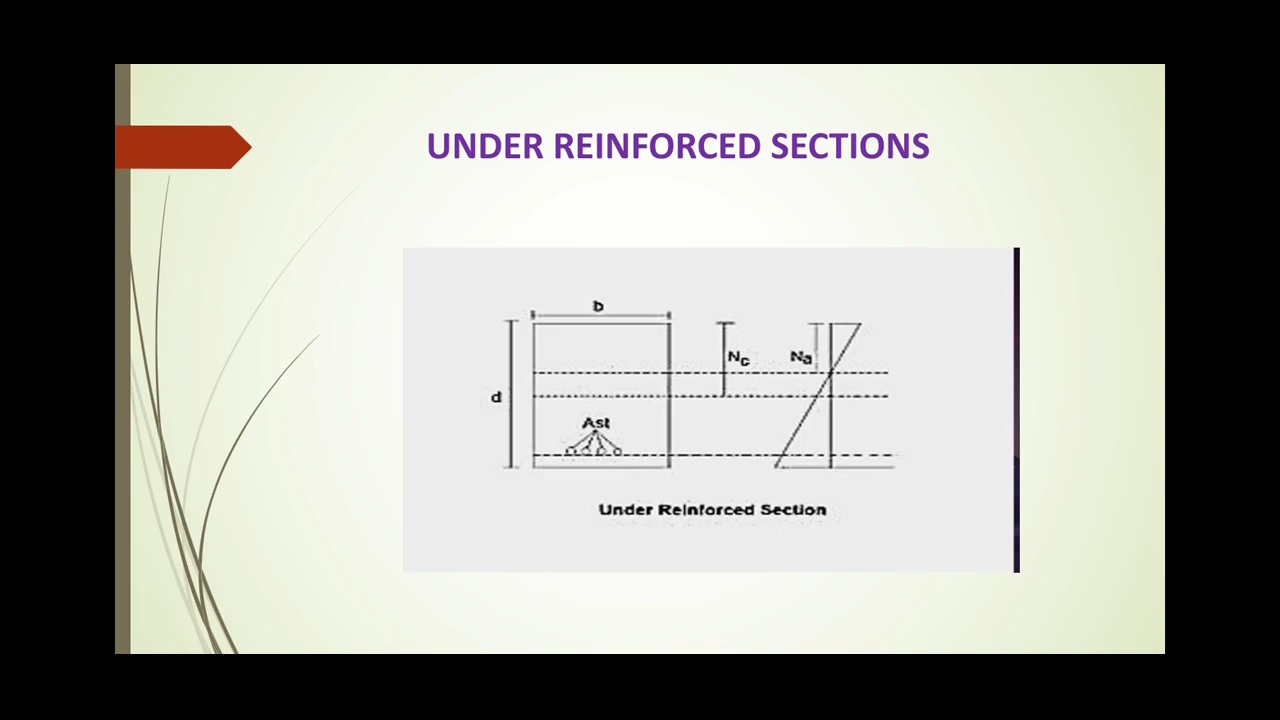 UNDER REINFORCED SECTIONS
b
Nc
Na
d
Ast
Under Reinforced Section